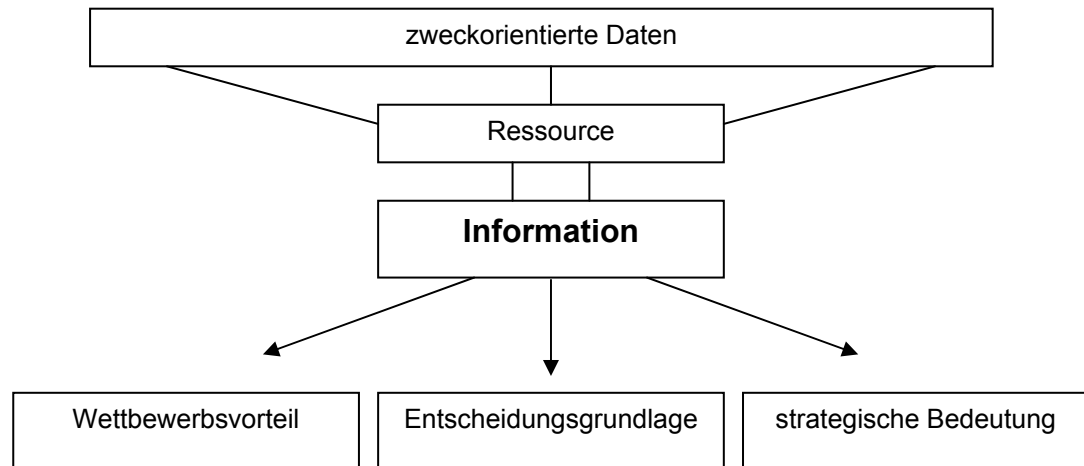 zweckorientierte Daten
Ressource
Information
Wettbewerbsvorteil
Entscheidungsgrundlage
strategische Bedeutung